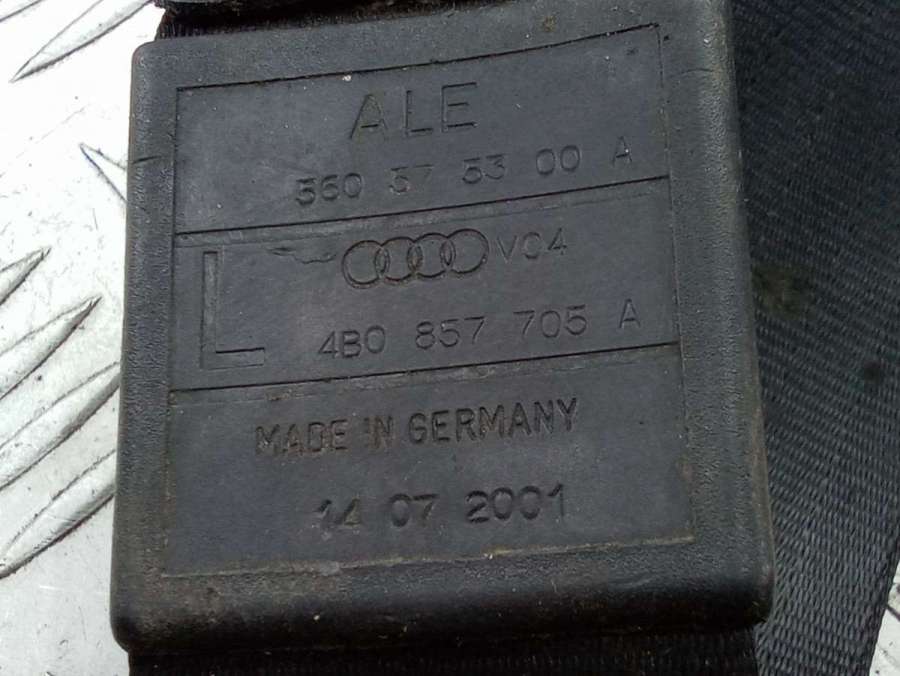 ALE
560 37 53 00 A
L
VC4
4B0 857 705 A
MADE IN GERMANY
14 07 2001